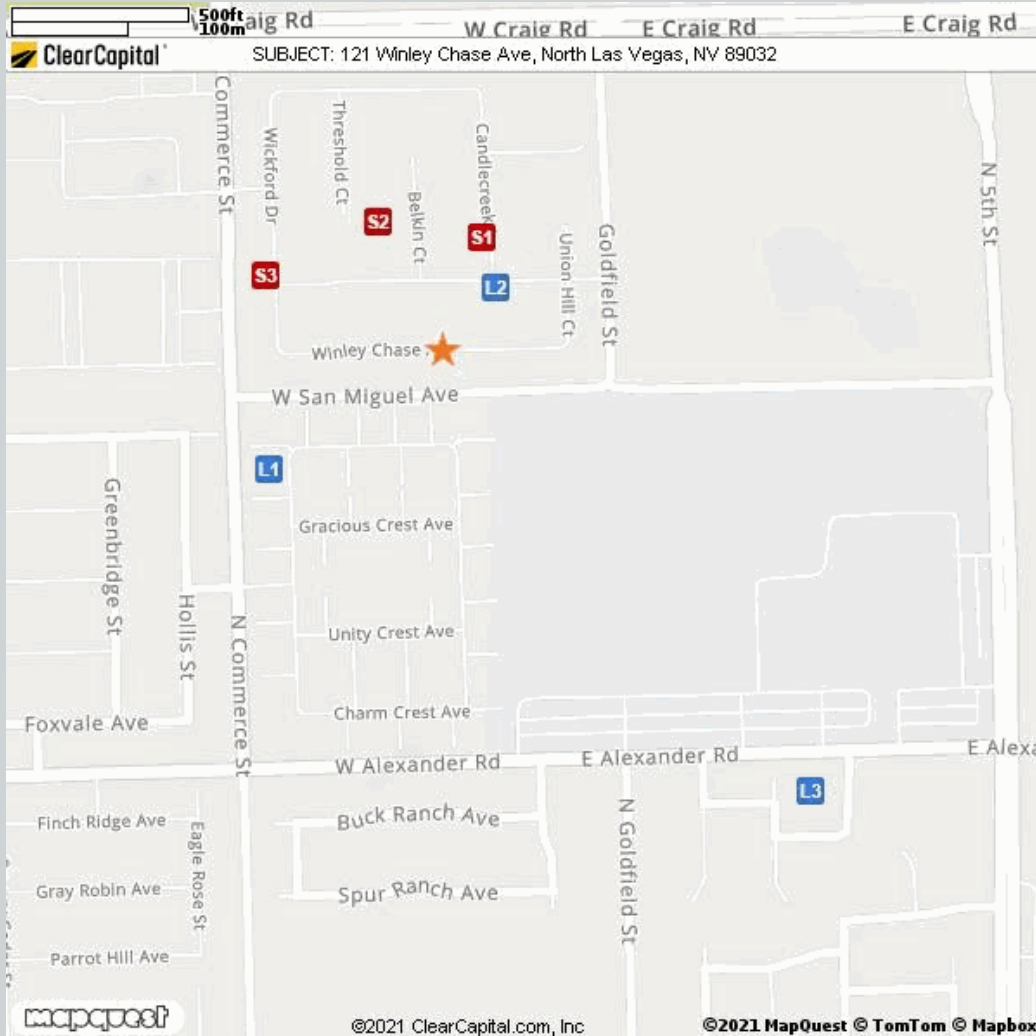 500ft
100m
aig Rd
W Craig Rd
E Craig Rd
E Craig Rd
ClearCapital
SUBJECT: 121 Winley Chase Ave, North Las Vegas, NV 89032
Commerce St
Wickford Dr
Threshold Ct
Belkin Ct
Candlecreek
Union Hill Ct
Goldfield St
N 5th St
S2
S1
S3
L2
Winley Chase
W San Miguel Ave
L1
Greenbridge St
Gracious Crest Ave
Hollis St
N Commerce St
Unity Crest Ave
Charm Crest Ave
Foxvale Ave
W Alexander Rd
E Alexander Rd
E Alexa
L3
Finch Ridge Ave
Eagle Rose St
Buck Ranch Ave
N Goldfield St
Gray Robin Ave
Spur Ranch Ave
Parrot Hill Ave
mapquest
©2021 ClearCapital.com, Inc
©2021 MapQuest © TomTom © Mapbox